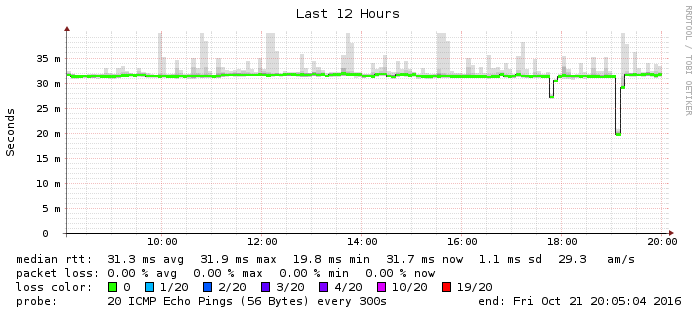 Last 12 Hours
RRDTOOL / TOBI OETIKER
Seconds
35 m
30 m
25 m
20 m
15 m
10 m
5 m
0
10:00 12:00 14:00 16:00 18:00 20:00
median rtt: 31.3 ms avg 31.9 ms max 19.8 ms min 31.7 ms now 1.1 ms sd 29.3 am/s
packet loss: 0.00 % avg 0.00 % max 0.00 % min 0.00 % now
loss color: 0 1/20 2/20 3/20 4/20 10/20 19/20
probe: 20 ICMP Echo Pings (56 Bytes) every 300s end: Fri Oct 21 20:05:04 2016